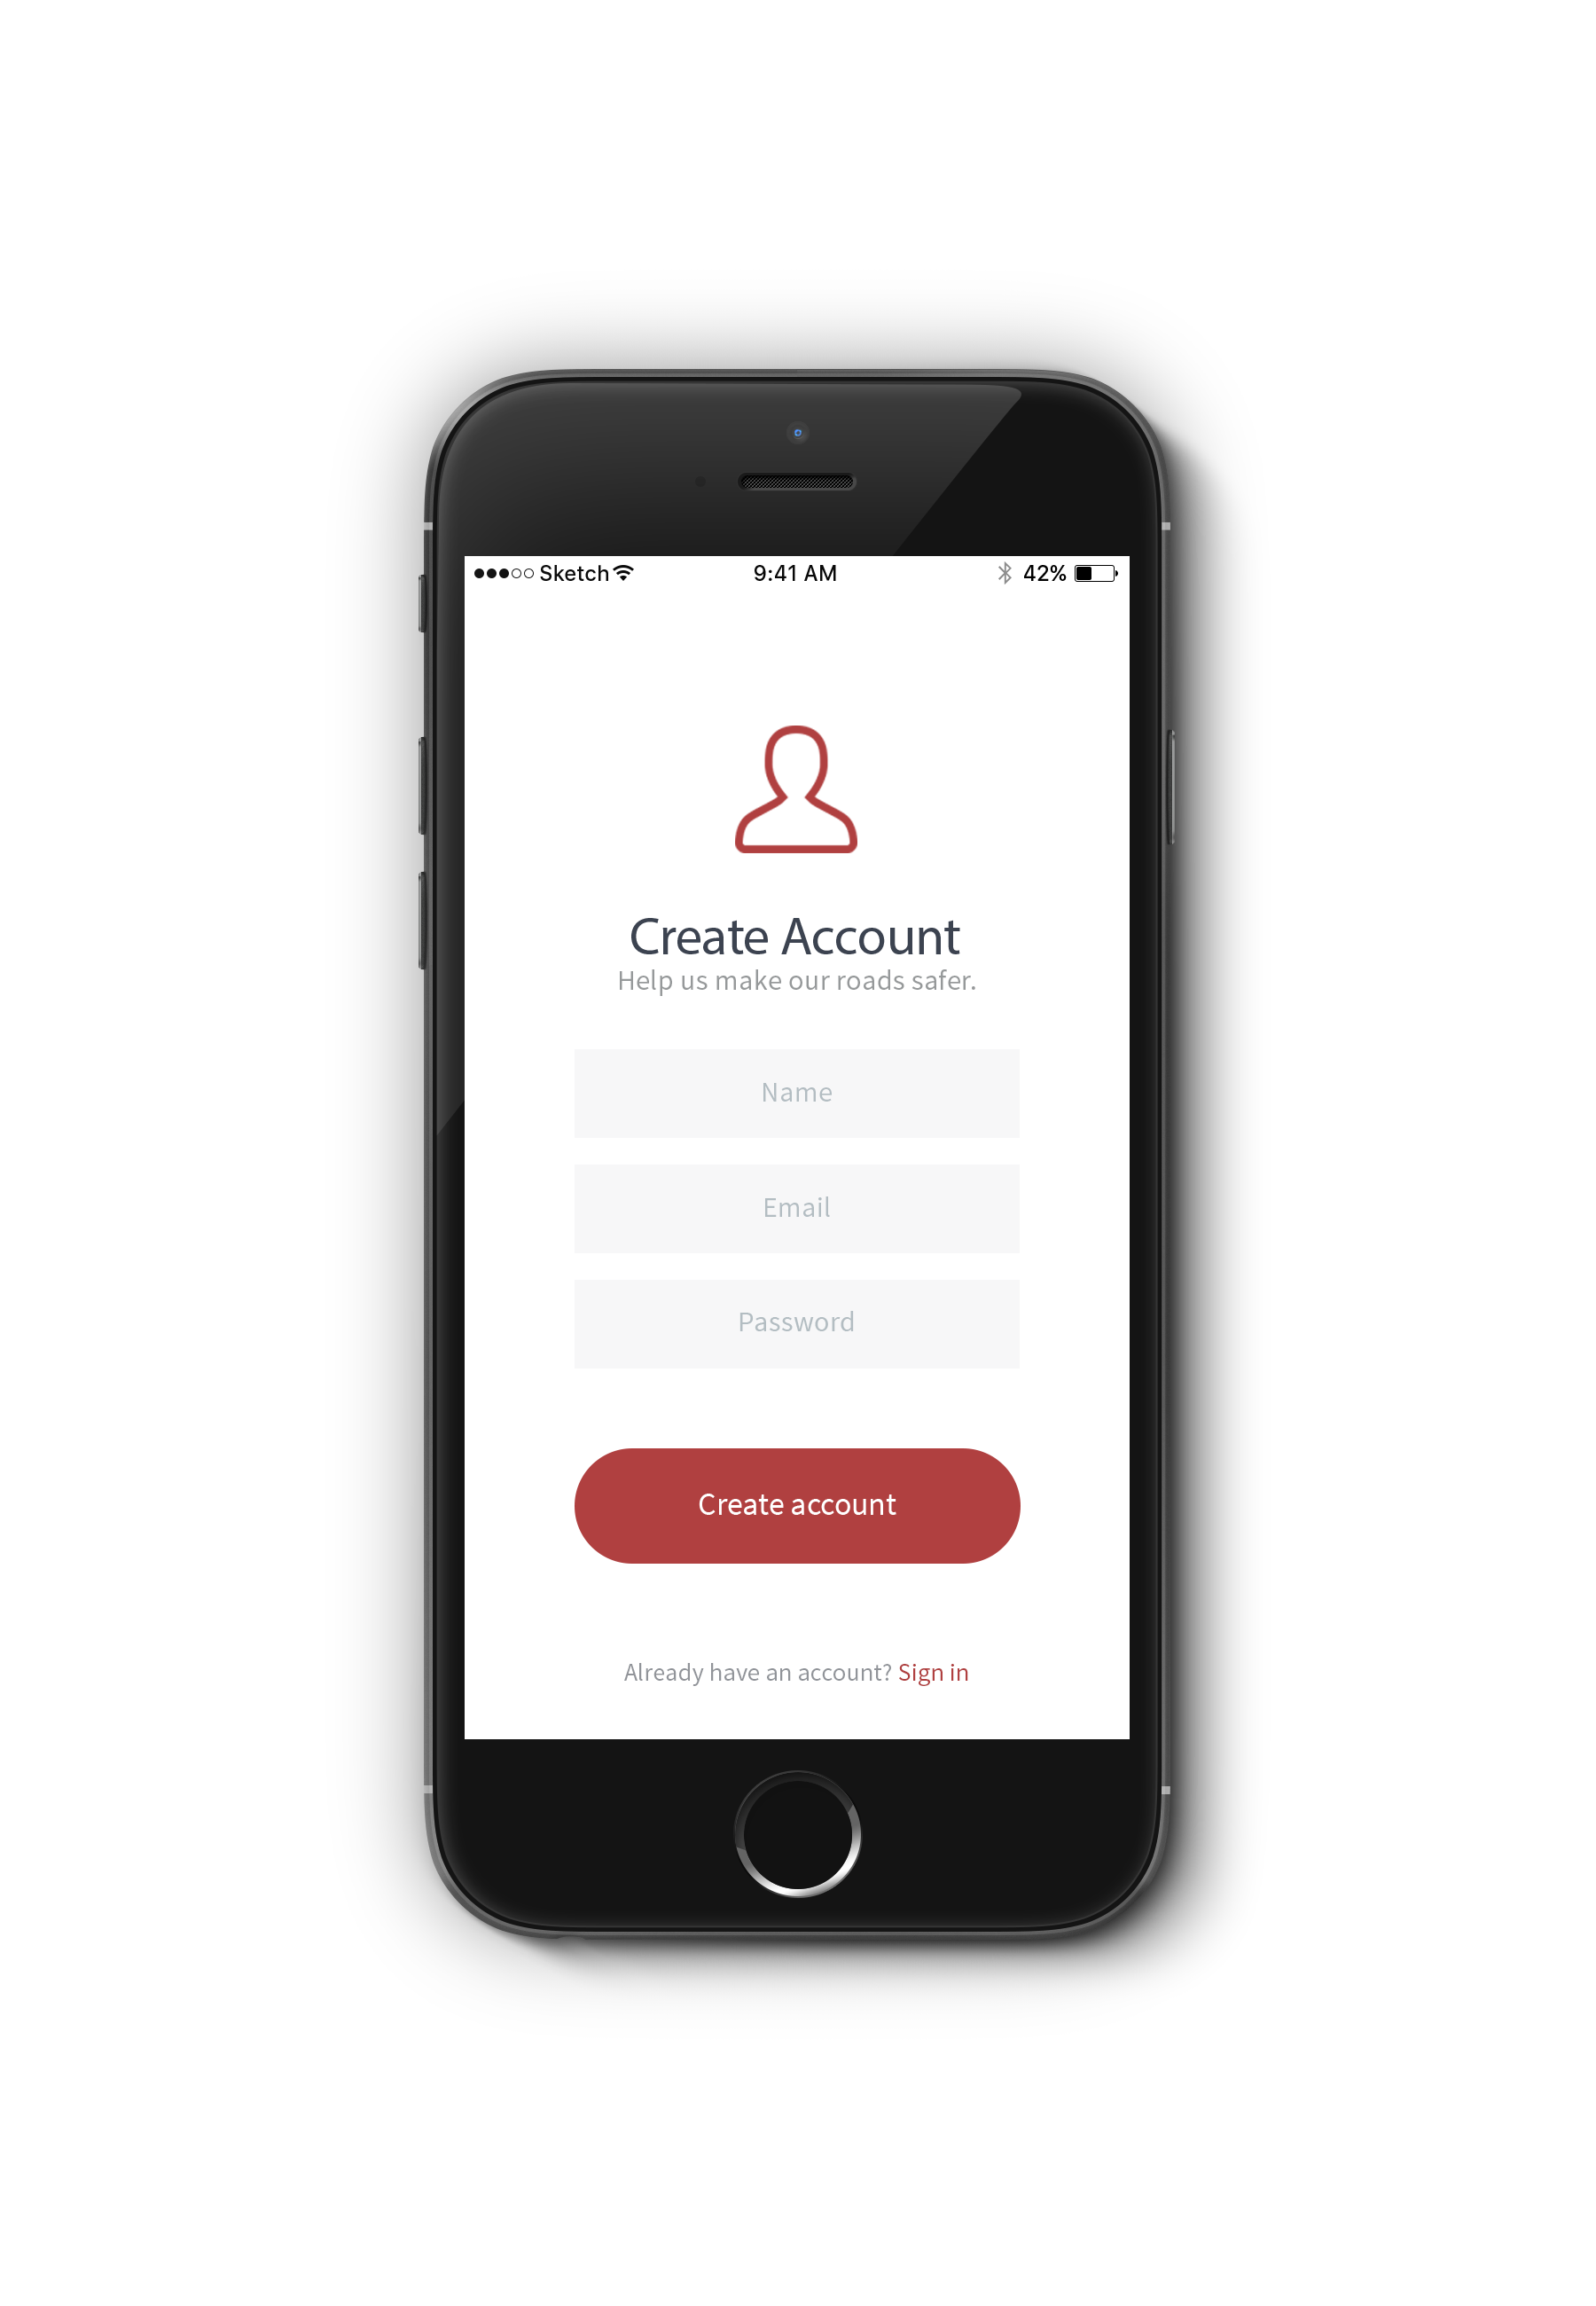 Sketch 9:41 AM 42%
Create Account
Help us make our roads safer.
Name
Email
Password
Create account
Already have an account? Sign in